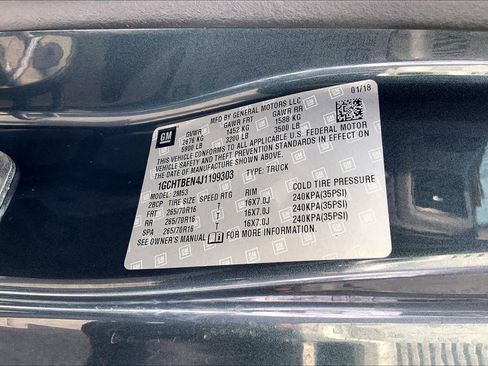 01/18
MFD BY GENERAL MOTORS LLC
GM GVWR GAWR FRT GAWR RR
2676 KG 1452 KG 1588 KG
5900 LB 3200 LB 3500 LB
THIS VEHICLE CONFORMS TO ALL APPLICABLE U.S. FEDERAL MOTOR
VEHICLE SAFETY AND THEFT PREVENTION STANDARDS IN EFFECT ON
THE DATE OF MANUFACTURE SHOWN ABOVE.
1GCHTBEN4J1199303 TYPE: TRUCK
MODEL: 2M53
2BCP TIRE SIZE SPEED RTG RIM COLD TIRE PRESSURE
FRT 265/70R16 16X7.0J 240KPA(35PSI)
RR 265/70R16 16X7.0J 240KPA(35PSI)
SPA 265/70R16 16X7.0J 240KPA(35PSI)
SEE OWNER'S MANUAL FOR MORE INFORMATION.